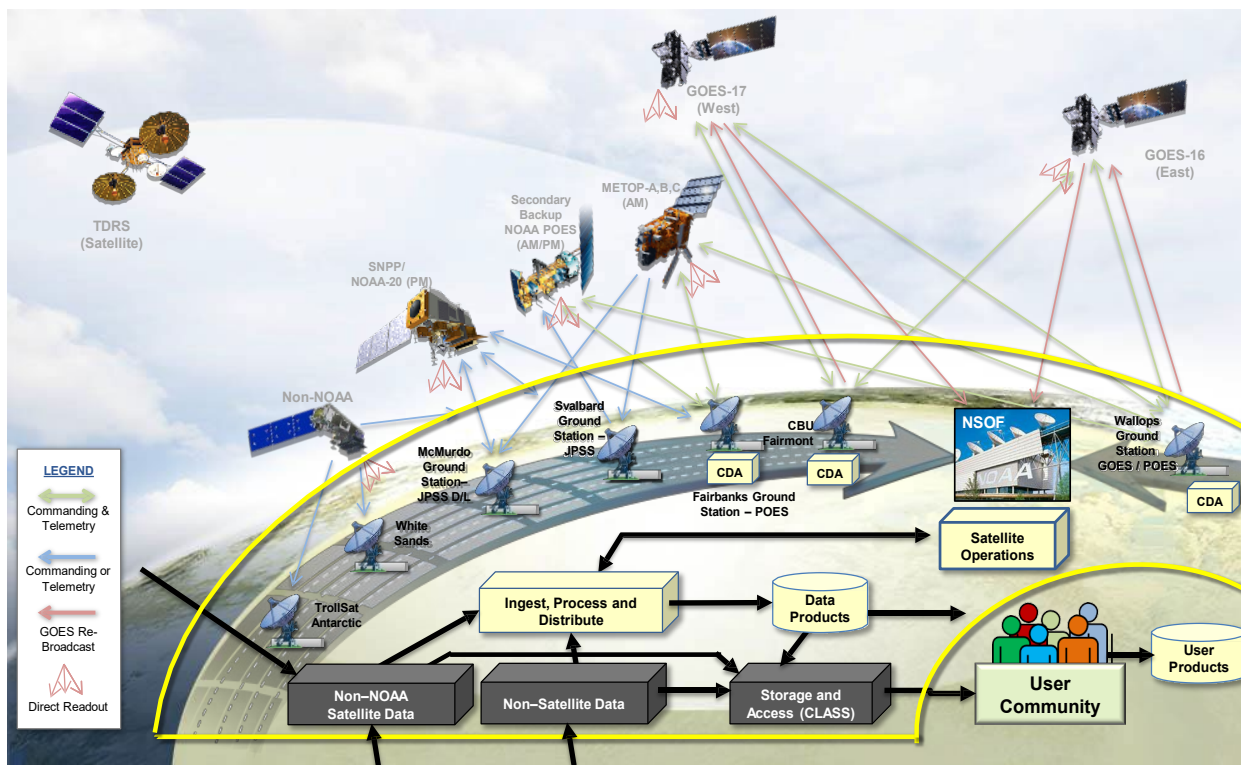 GOES-17
(West)
GOES-16
(East)
TDRS
(Satellite)
METOP-A,B,C
(AM)
Secondary
Backup
NOAA POES
(AM/PM)
SNPP/
NOAA-20 (PM)
Non-NOAA
Svalbard
Ground
Station –
JPSS
McMurdo
Ground
Station–
JPSS D/L
White
Sands
TrollSat
Antarctic
CDA
Fairbanks Ground
Station – POES
CBU
Fairmont
CDA
NSOF
NOAA
Wallops
Ground
Station
GOES / POES
CDA
LEGEND
Commanding &
Telemetry
Commanding or
Telemetry
GOES Re-
Broadcast
Direct Readout
Satellite
Operations
Ingest, Process and
Distribute
Data
Products
Non-NOAA
Satellite Data
Non–Satellite Data
Storage and
Access (CLASS)
User
Community
User
Products